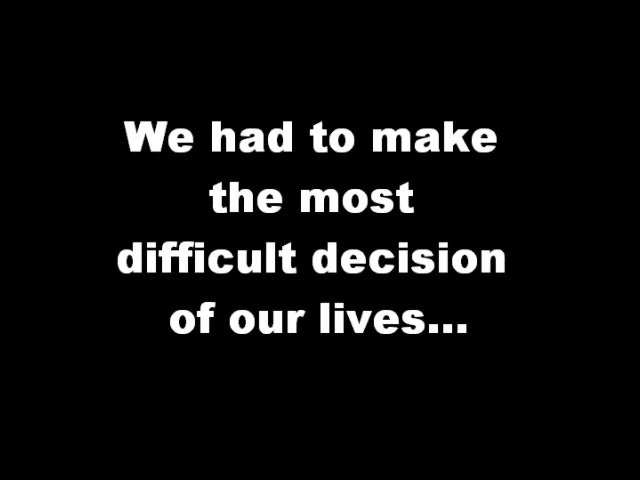 We had to make
the most
difficult decision
of our lives...